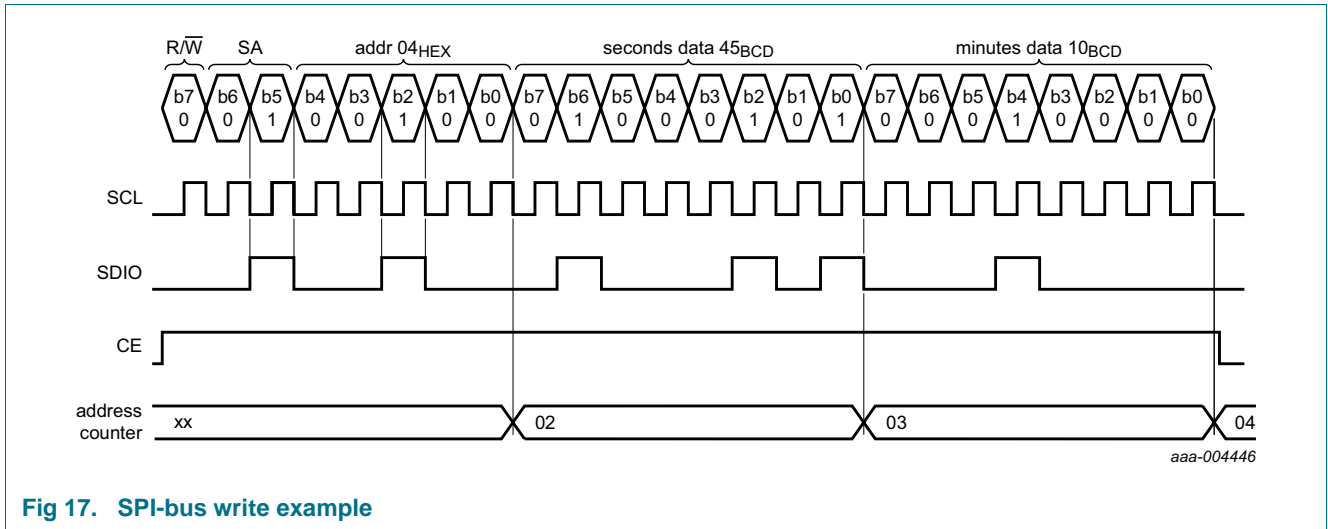 R/W SA addr 04HEX seconds data 45BCD minutes data 10BCD
b7 b6 b5 b4 b3 b2 b1 b0 b7 b6 b5 b4 b3 b2 b1 b0 b7 b6 b5 b4 b3 b2 b1 b0
0 0 1 0 0 1 0 0 0 1 0 0 0 1 0 1 0 0 0 1 0 0 0 0
SCL
SDIO
CE
address
counter
xx 02 03 04
aaa-004446
Fig 17. SPI-bus write example